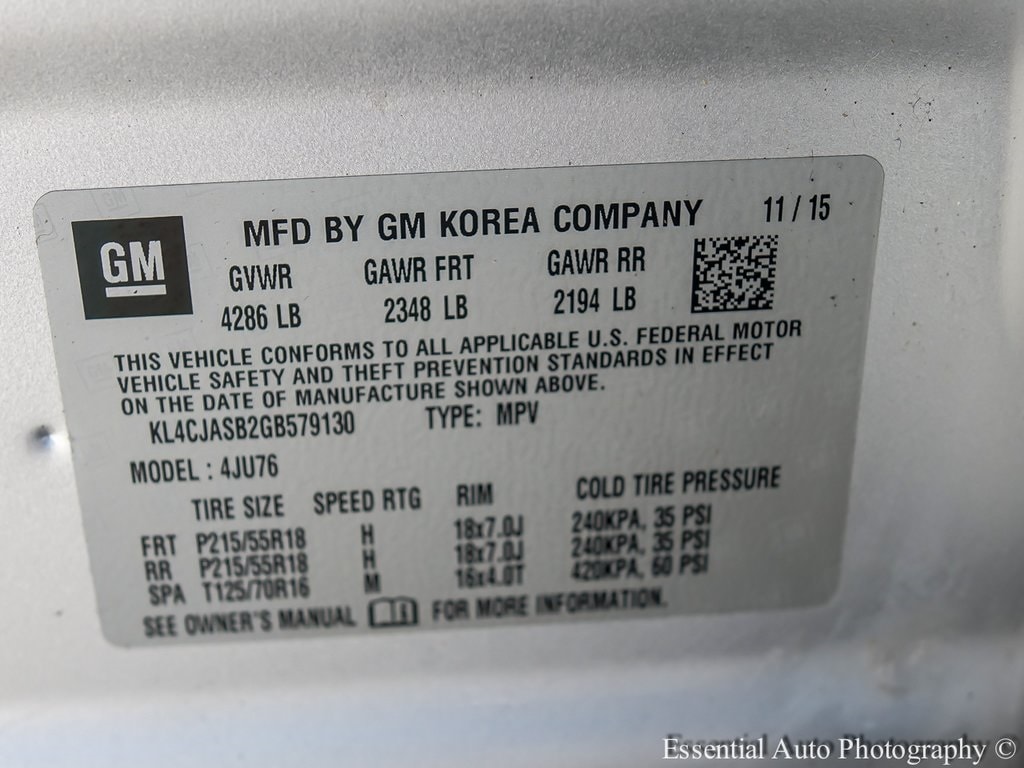 GM
MFD BY GM KOREA COMPANY 11 / 15
GVWR GAWR FRT GAWR RR
4286 LB 2348 LB 2194 LB
THIS VEHICLE CONFORMS TO ALL APPLICABLE U.S. FEDERAL MOTOR
VEHICLE SAFETY AND THEFT PREVENTION STANDARDS IN EFFECT
ON THE DATE OF MANUFACTURE SHOWN ABOVE.
KL4CJASB2GB579130 TYPE: MPV
MODEL : 4JU76
TIRE SIZE SPEED RTG RIM COLD TIRE PRESSURE
FRT P215/55R18 H 18x7.0J 240KPA, 35 PSI
RR P215/55R18 H 18x7.0J 240KPA, 35 PSI
SPA T125/70R16 M 16x4.0T 420KPA, 60 PSI
SEE OWNER'S MANUAL FOR MORE INFORMATION.
Essential Auto Photography ©